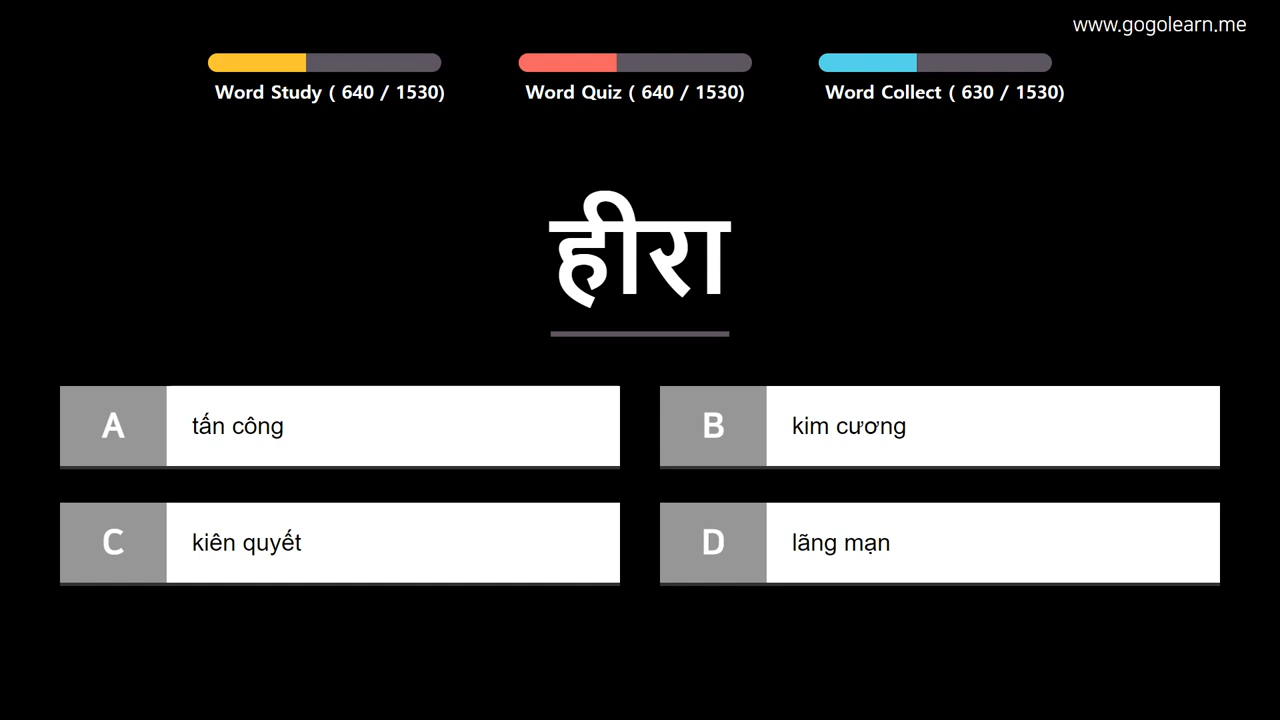 www.gogolearn.me
Word Study ( 640 / 1530)
Word Quiz ( 640 / 1530)
Word Collect ( 630 / 1530)
हीरा
A tấn công
B kim cương
C kiên quyết
D lãng mạn